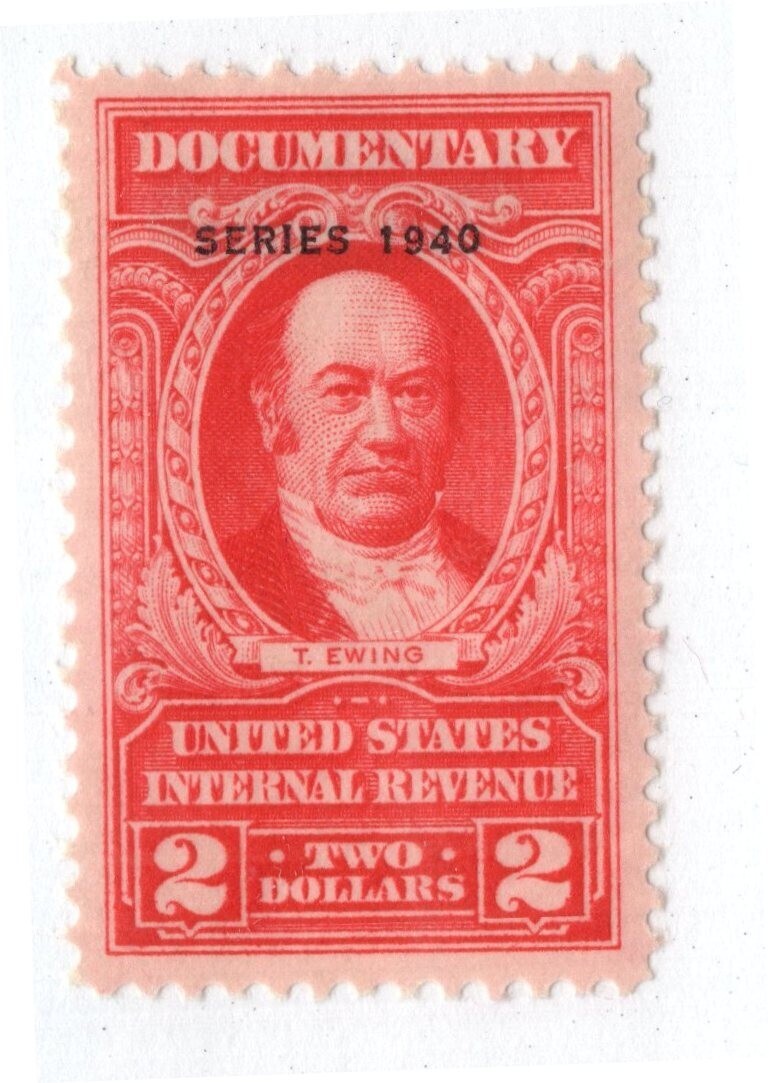 DOCUMENTARY
SERIES 1940
T. EWING
UNITED STATES
INTERNAL REVENUE
2 · TWO · 2
DOLLARS